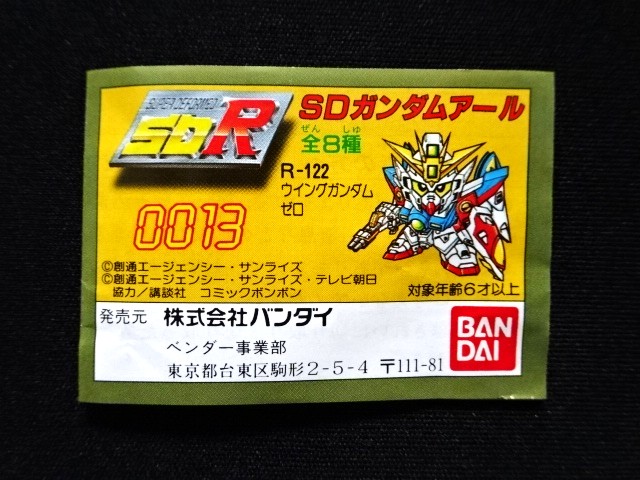 SUPER DEFORMED
SDR
SDガンダムアール
ぜん しゅ
全8種
R-122
ウイングガンダム
ゼロ
0013
©創通エージェンシー・サンライズ
©創通エージェンシー・サンライズ・テレビ朝日
協力/講談社 コミックボンボン
対象年齢6才以上
発売元 株式会社バンダイ
ベンダー事業部
東京都台東区駒形2-5-4 〒111-81
BAN
DAI